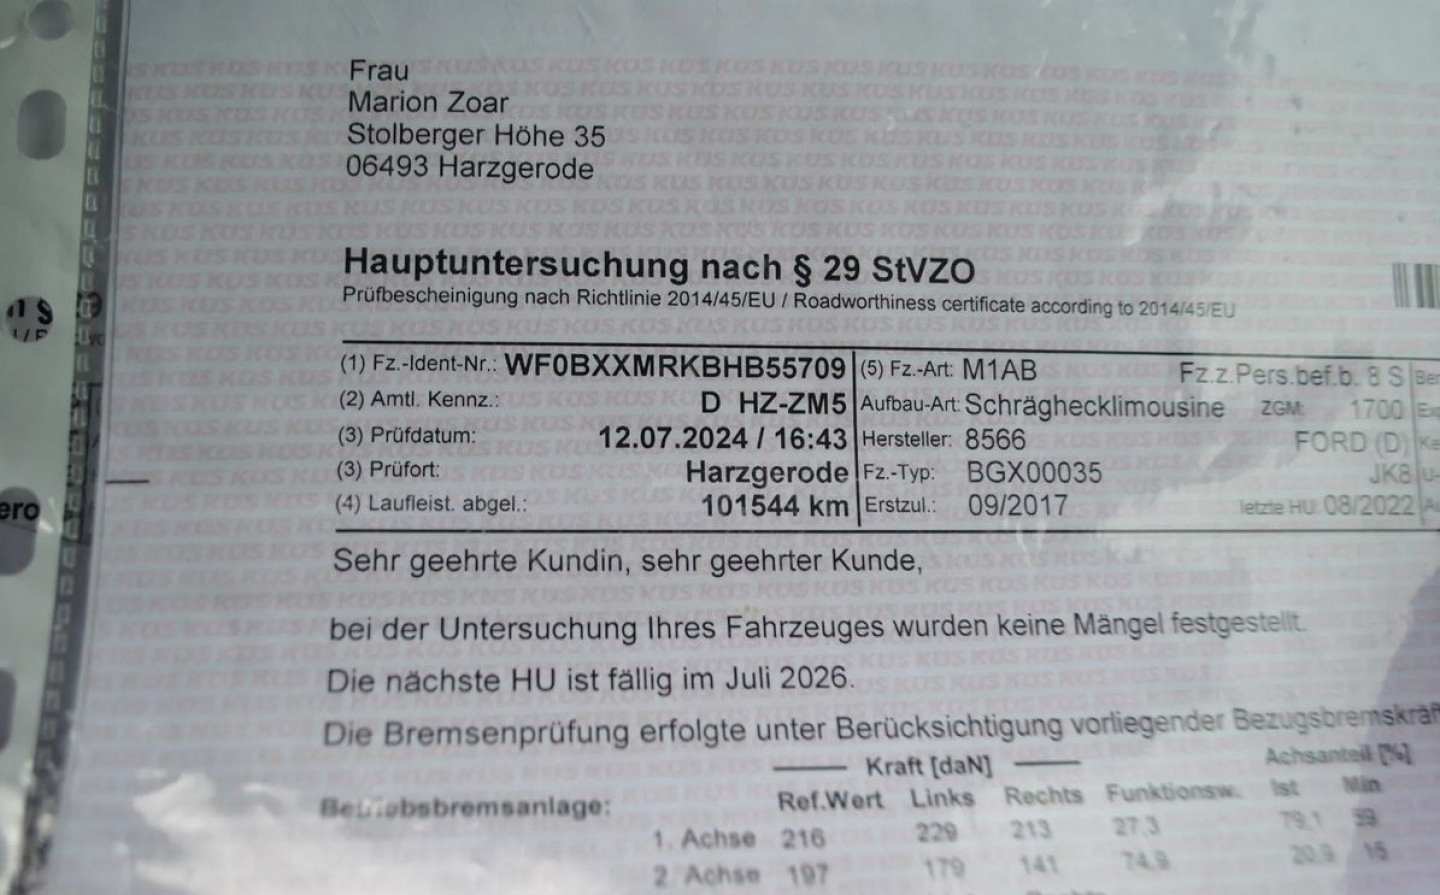 Frau
Marion Zoar
Stolberger Höhe 35
06493 Harzgerode
Hauptuntersuchung nach § 29 StVZO
Prüfbescheinigung nach Richtlinie 2014/45/EU / Roadworthiness certificate according to 2014/45/EU
(1) Fz.-Ident-Nr.: WF0BXXMRKBHB55709 (5) Fz.-Art: M1AB Fz.z.Pers.bef.b. 8 S
(2) Amtl. Kennz.: D HZ-ZM5 Aufbau-Art: Schräghecklimousine ZGM: 1700
(3) Prüfdatum: 12.07.2024 / 16:43 Hersteller: 8566 FORD (D)
(3) Prüfort: Harzgerode Fz.-Typ: BGX00035 JK8
(4) Laufleist. abgel.: 101544 km Erstzul.: 09/2017 letzte HU: 08/2022
Sehr geehrte Kundin, sehr geehrter Kunde,
bei der Untersuchung Ihres Fahrzeuges wurden keine Mängel festgestellt.
Die nächste HU ist fällig im Juli 2026.
Die Bremsenprüfung erfolgte unter Berücksichtigung vorliegender
Kraft [daN] Achsanteil [%]
Betriebsbremsanlage: Ref.Wert Links Rechts Funktionsw. Ist Min
1. Achse 216 229 213 27.3 79.1 59
2. Achse 197 179 141 74.9 20.9 15